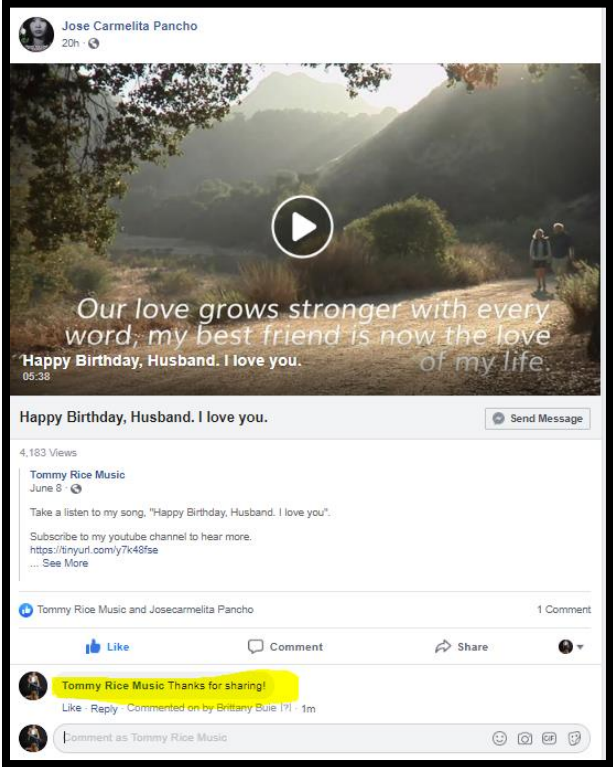 Jose Carmelita Pancho
20h ·
Our love grows stronger with every
word, my best friend is now the love
of my life.
Happy Birthday, Husband. I love you.
05:38
Happy Birthday, Husband. I love you.
Send Message
4,183 Views
Tommy Rice Music
June 8 ·
Take a listen to my song, "Happy Birthday, Husband. I love you".
Subscribe to my youtube channel to hear more.
https://tinyurl.com/y7k48fse
... See More
Tommy Rice Music and Josecarmelita Pancho
1 Comment
Like
Comment
Share
Tommy Rice Music Thanks for sharing!
Like · Reply · Commented on by Brittany Buie [?] · 1m
Comment as Tommy Rice Music
GIF